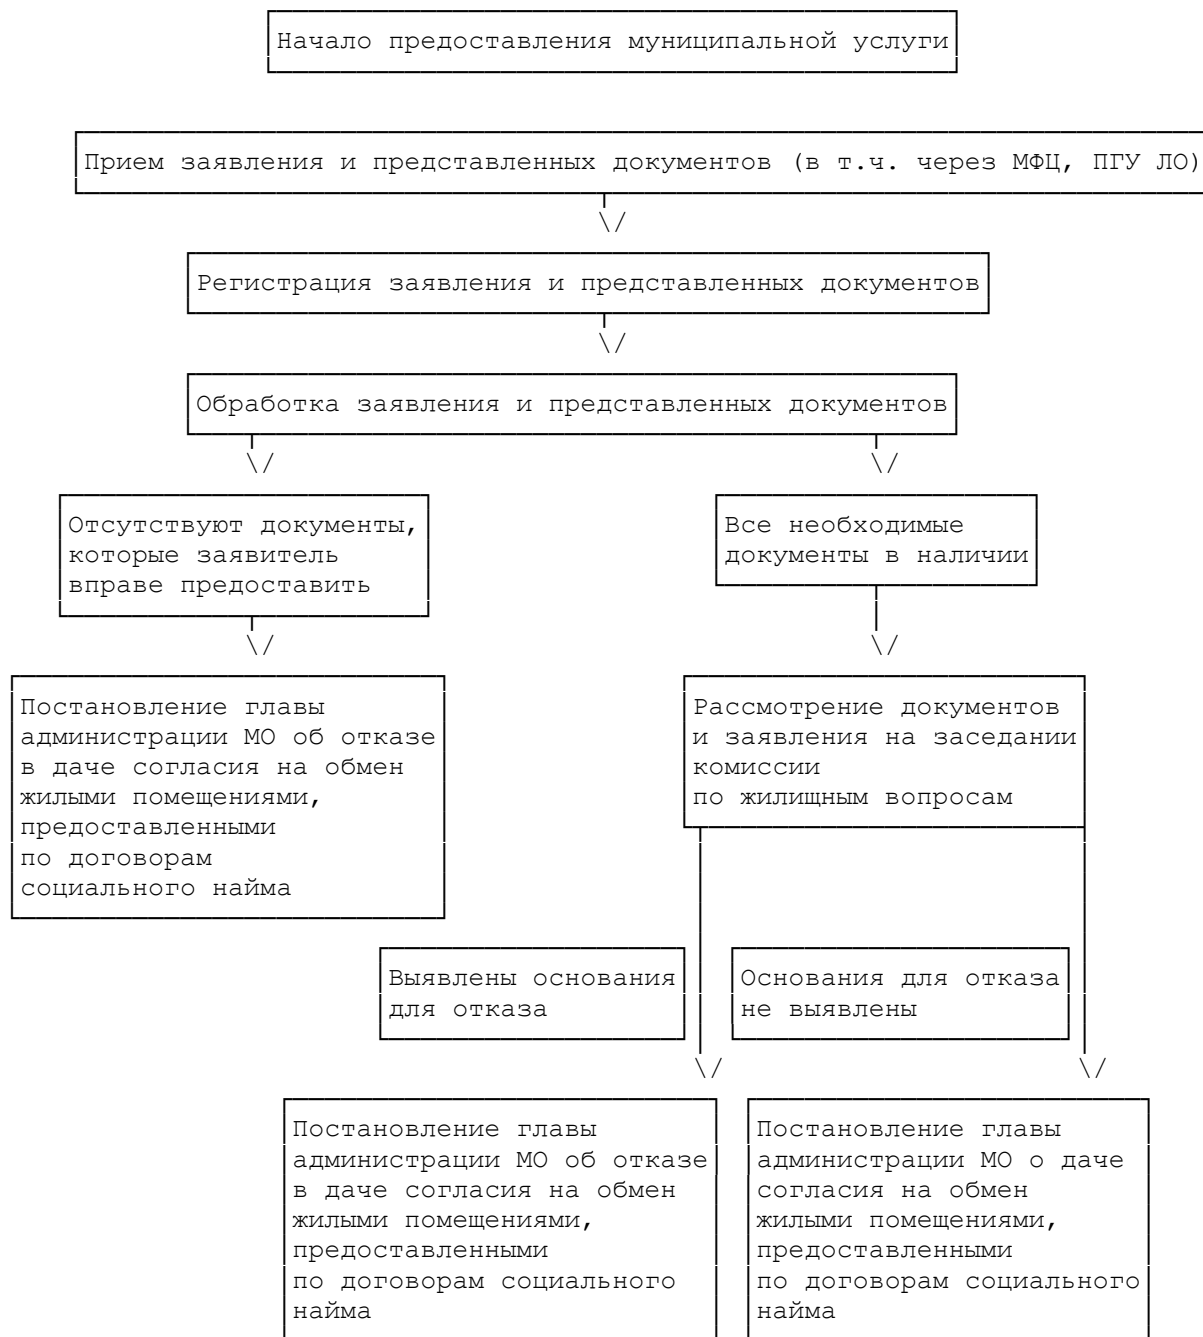 Начало предоставления муниципальной услуги
Прием заявления и представленных документов (в т.ч. через МФЦ, ПГУ ЛО)
Регистрация заявления и представленных документов
Обработка заявления и представленных документов
Отсутствуют документы,
которые заявитель
вправе предоставить
Все необходимые
документы в наличии
Постановление главы
администрации МО об отказе
в даче согласия на обмен
жилыми помещениями,
предоставленными
по договорам
социального найма
Рассмотрение документов
и заявления на заседании
комиссии
по жилищным вопросам
Выявлены основания
для отказа
Основания для отказа
не выявлены
Постановление главы
администрации МО об отказе
в даче согласия на обмен
жилыми помещениями,
предоставленными
по договорам социального
найма
Постановление главы
администрации МО о даче
согласия на обмен
жилыми помещениями,
предоставленными
по договорам социального
найма